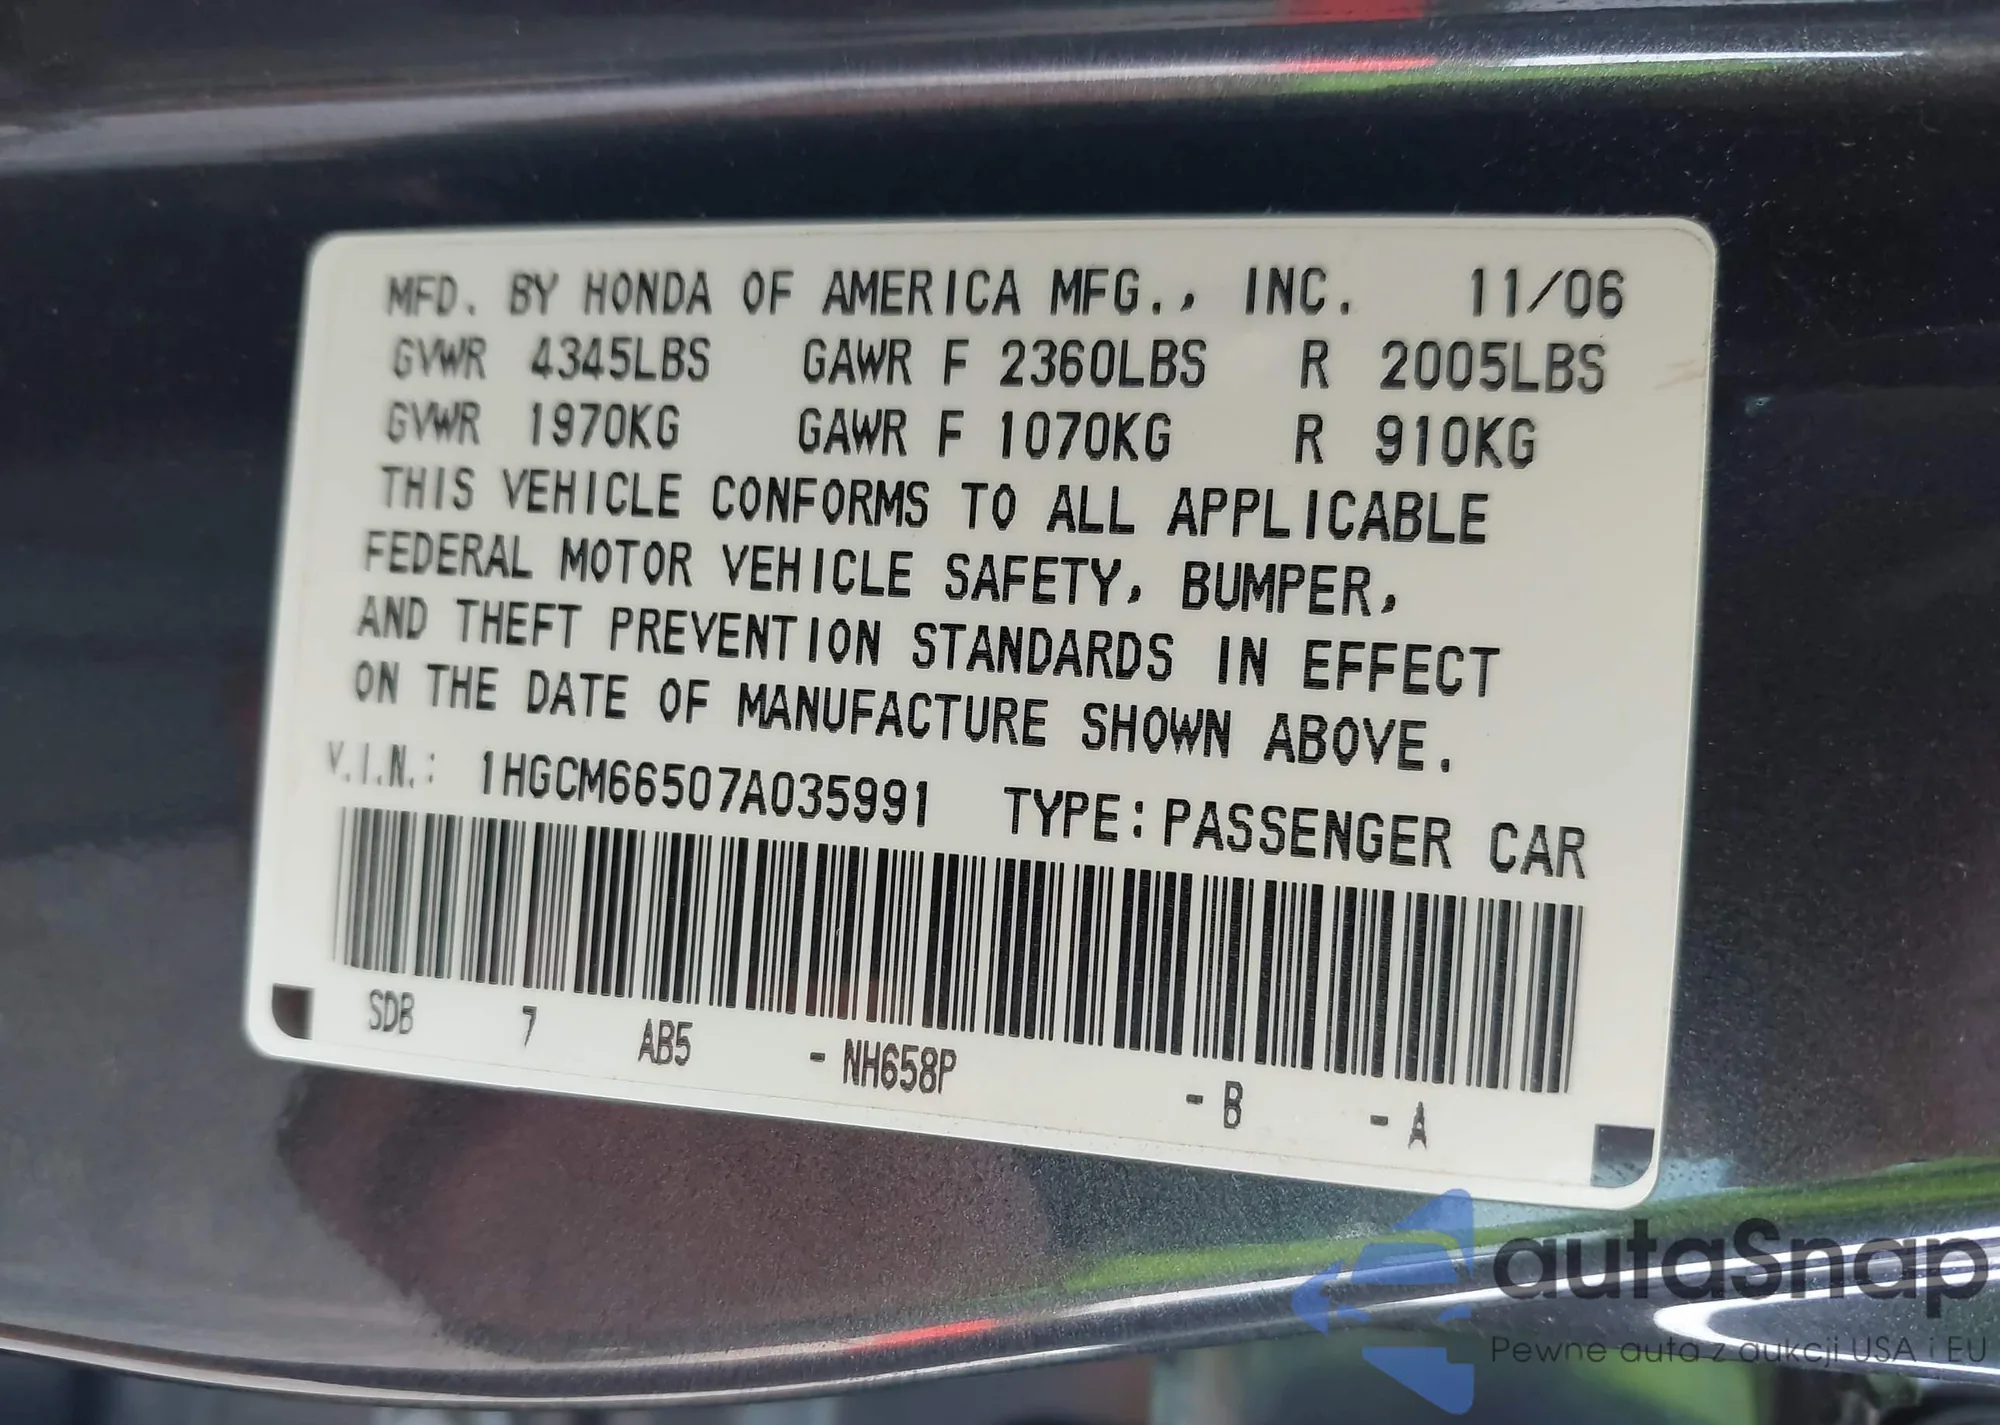 MFD. BY HONDA OF AMERICA MFG., INC. 11/06
GVWR 4345LBS GAWR F 2360LBS R 2005LBS
GVWR 1970KG GAWR F 1070KG R 910KG
THIS VEHICLE CONFORMS TO ALL APPLICABLE
FEDERAL MOTOR VEHICLE SAFETY, BUMPER,
AND THEFT PREVENTION STANDARDS IN EFFECT
ON THE DATE OF MANUFACTURE SHOWN ABOVE.
V.I.N.: 1HGCM66507A035991 TYPE:PASSENGER CAR
SDB 7 AB5 - NH658P - B - A
autaSnap
Pewne auta z aukcji USA i EU